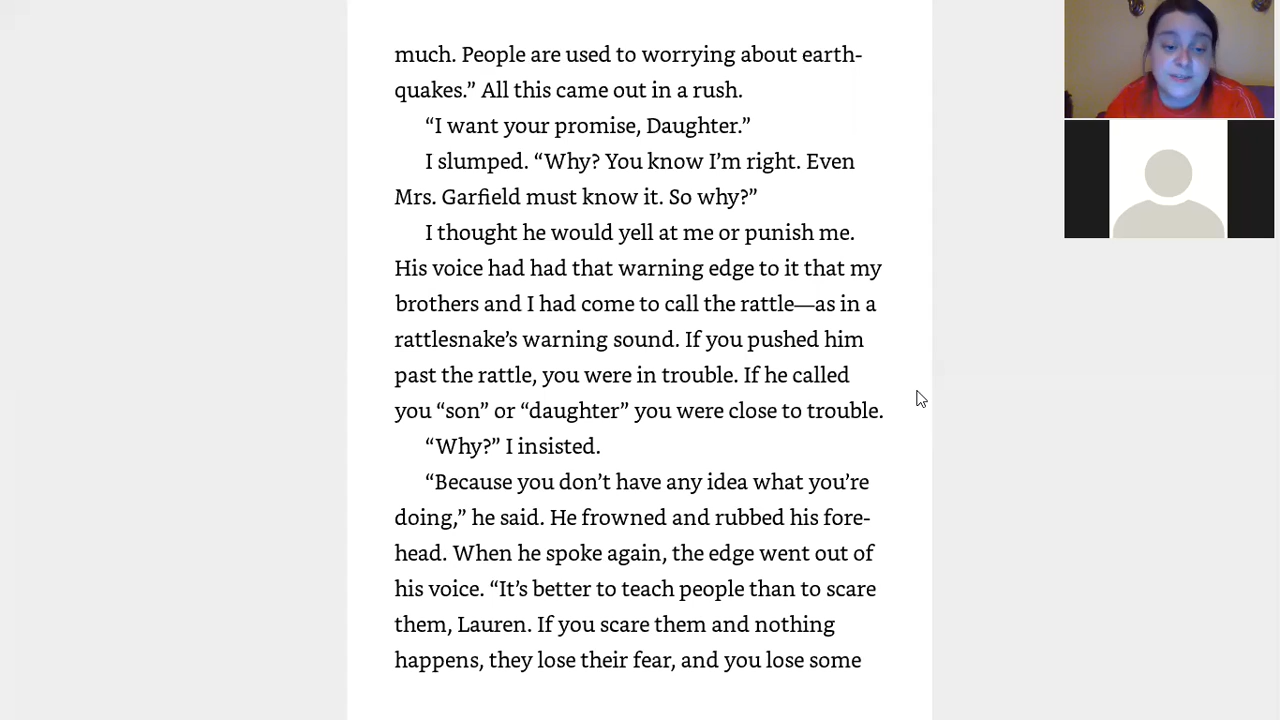 much. People are used to worrying about earth-
quakes.” All this came out in a rush.
“I want your promise, Daughter.”
I slumped. “Why? You know I’m right. Even
Mrs. Garfield must know it. So why?”
I thought he would yell at me or punish me.
His voice had had that warning edge to it that my
brothers and I had come to call the rattle—as in a
rattlesnake’s warning sound. If you pushed him
past the rattle, you were in trouble. If he called
you “son” or “daughter” you were close to trouble.
“Why?” I insisted.
“Because you don’t have any idea what you’re
doing,” he said. He frowned and rubbed his fore-
head. When he spoke again, the edge went out of
his voice. “It’s better to teach people than to scare
them, Lauren. If you scare them and nothing
happens, they lose their fear, and you lose some